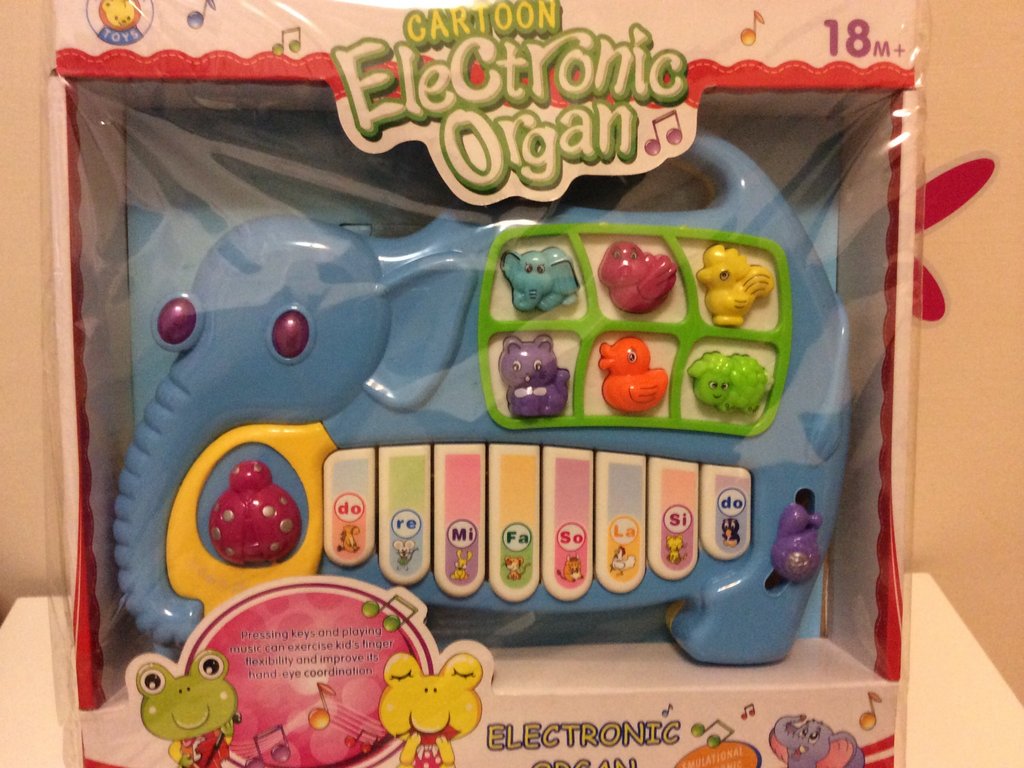 TOYS
CARTOON
Electronic
Organ
18M+
do
re
Mi
Fa
So
La
Si
do
Pressing keys and playing
music can exercise kid's finger
flexibility and improve its
hand-eye coordination
ELECTRONIC
ORGAN